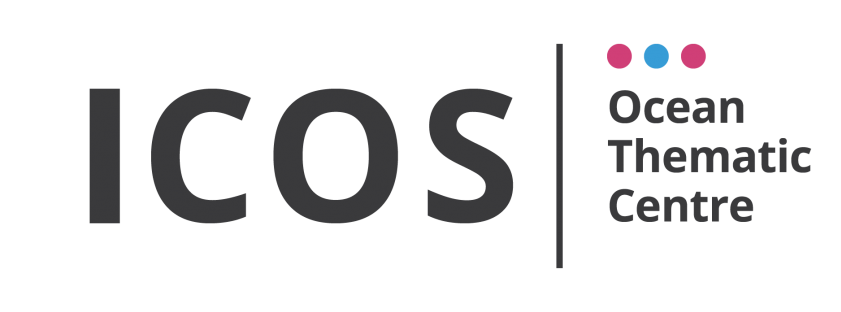 ICOS
Ocean
Thematic
Centre